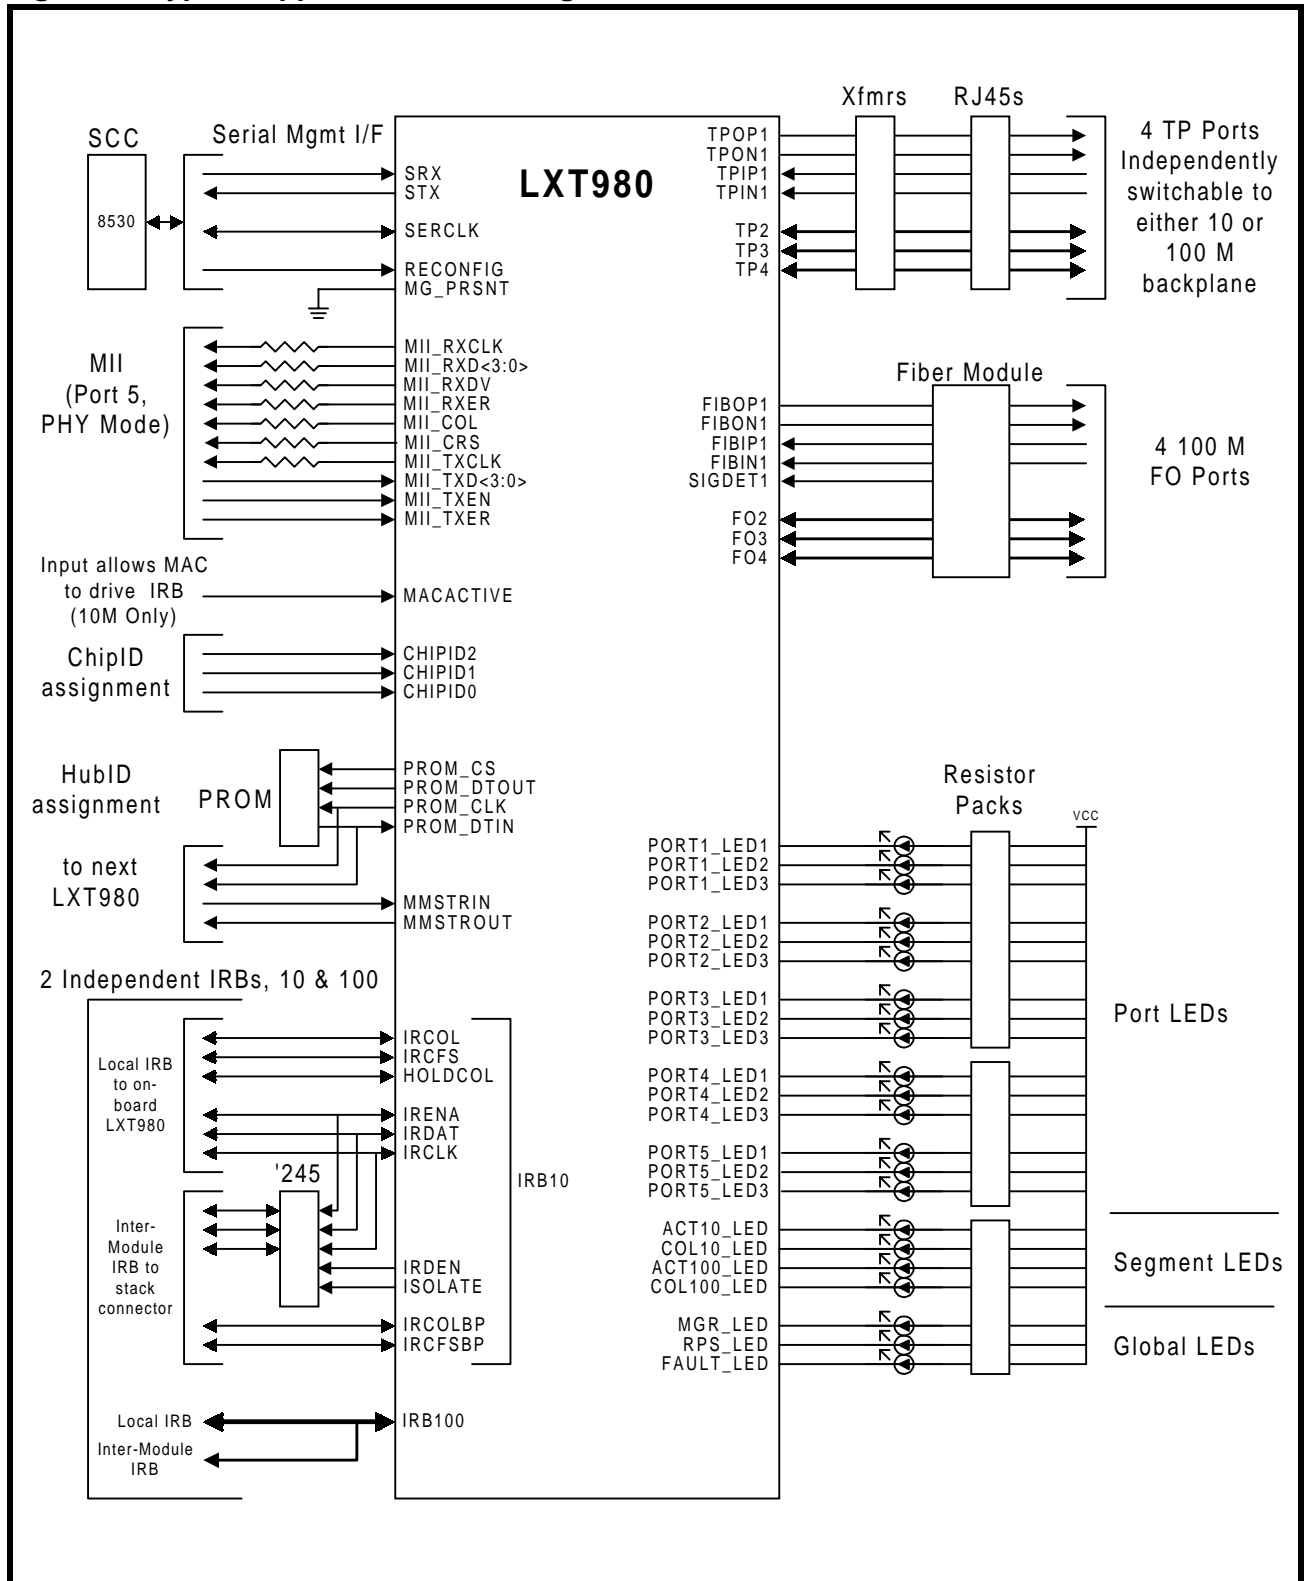 Xfmrs
RJ45s
SCC
8530
Serial Mgmt I/F
LXT980
SRX
STX
SERCLK
RECONFIG
MG_PRSNT
TPOP1
TPON1
TPIP1
TPIN1
TP2
TP3
TP4
4 TP Ports
Independently
switchable to
either 10 or
100 M
backplane
MII
(Port 5,
PHY Mode)
MII_RXCLK
MII_RXD<3:0>
MII_RXDV
MII_RXER
MII_COL
MII_CRS
MII_TXCLK
MII_TXD<3:0>
MII_TXEN
MII_TXER
Fiber Module
FIBOP1
FIBON1
FIBIP1
FIBIN1
SIGDET1
FO2
FO3
FO4
4 100 M
FO Ports
Input allows MAC
to drive IRB
(10M Only)
MACACTIVE
ChipID
assignment
CHIPID2
CHIPID1
CHIPID0
HubID
assignment
PROM
PROM_CS
PROM_DTOUT
PROM_CLK
PROM_DTIN
to next
LXT980
MMSTRIN
MMSTROUT
Resistor
Packs
VCC
PORT1_LED1
PORT1_LED2
PORT1_LED3
PORT2_LED1
PORT2_LED2
PORT2_LED3
PORT3_LED1
PORT3_LED2
PORT3_LED3
PORT4_LED1
PORT4_LED2
PORT4_LED3
PORT5_LED1
PORT5_LED2
PORT5_LED3
Port LEDs
ACT10_LED
COL10_LED
ACT100_LED
COL100_LED
Segment LEDs
MGR_LED
RPS_LED
FAULT_LED
Global LEDs
2 Independent IRBs, 10 & 100
Local IRB
to on-
board
LXT980
IRCOL
IRCFS
HOLDCOL
IRENA
IRDAT
IRCLK
'245
IRB10
Inter-
Module
IRB to
stack
connector
IRDEN
ISOLATE
IRCOLBP
IRCFSBP
Local IRB
IRB100
Inter-Module
IRB